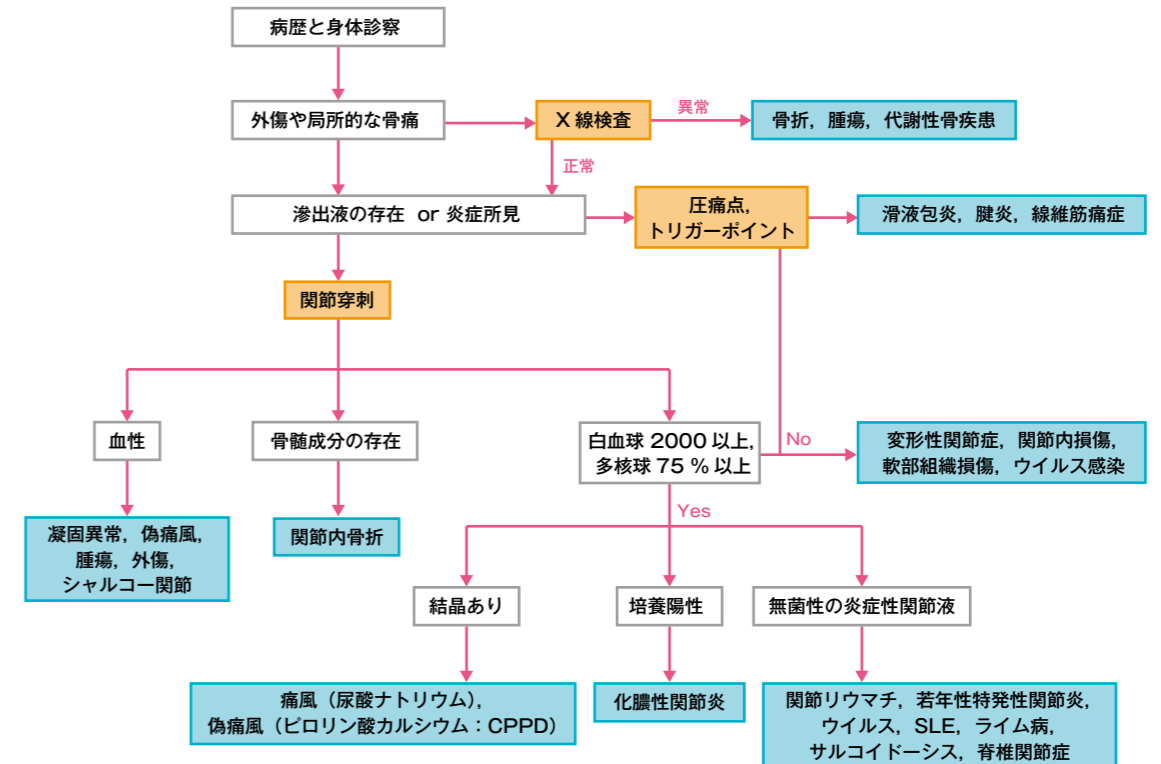 病歴と身体診察
外傷や局所的な骨痛
X 線検査
異常
骨折，腫瘍，代謝性骨疾患
正常
滲出液の存在 or 炎症所見
圧痛点，
トリガーポイント
滑液包炎，腱炎，線維筋痛症
関節穿刺
血性
骨髄成分の存在
白血球 2000 以上，
多核球 75 % 以上
No
変形性関節症，関節内損傷，
軟部組織損傷，ウイルス感染
Yes
凝固異常，偽痛風，
腫瘍，外傷，
シャルコー関節
関節内骨折
結晶あり
培養陽性
無菌性の炎症性関節液
痛風（尿酸ナトリウム），
偽痛風（ピロリン酸カルシウム：CPPD）
化膿性関節炎
関節リウマチ，若年性特発性関節炎，
ウイルス，SLE，ライム病，
サルコイドーシス，脊椎関節症